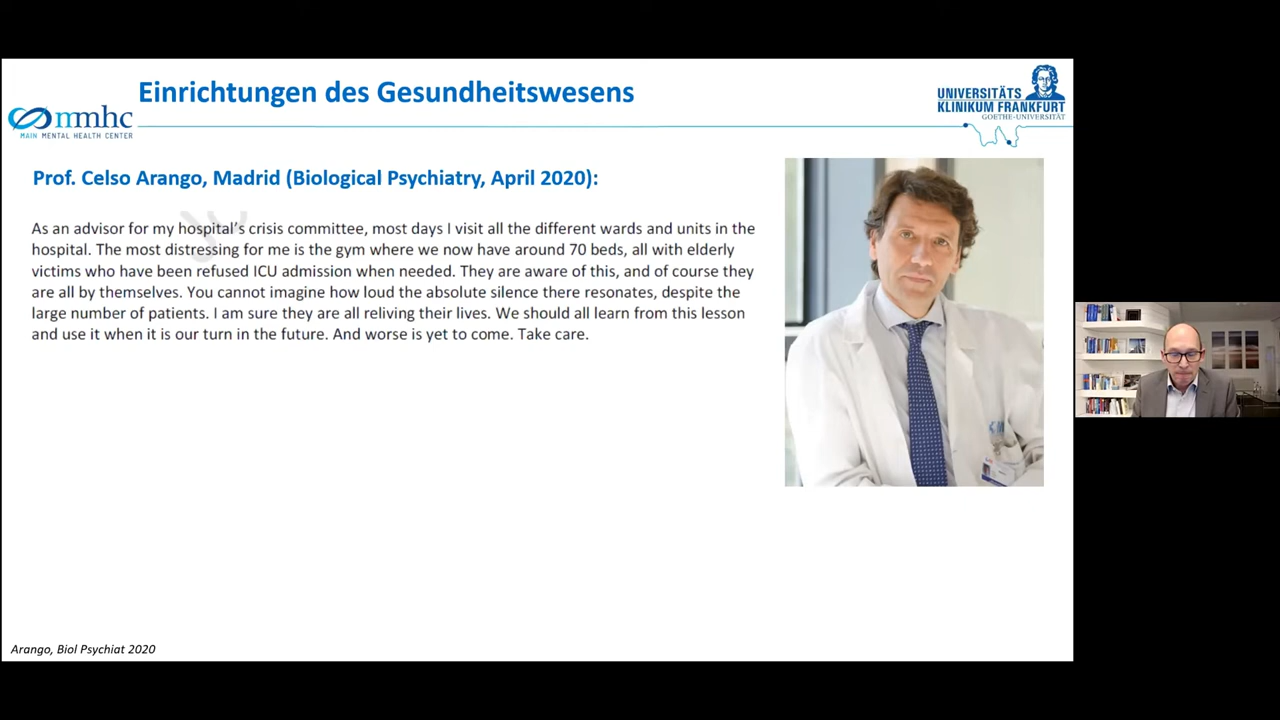 Einrichtungen des Gesundheitswesens
mmhc
MAIN MENTAL HEALTH CENTER
UNIVERSITÄTS
KLINIKUM FRANKFURT
GOETHE-UNIVERSITÄT
Prof. Celso Arango, Madrid (Biological Psychiatry, April 2020):
As an advisor for my hospital's crisis committee, most days I visit all the different wards and units in the
hospital. The most distressing for me is the gym where we now have around 70 beds, all with elderly
victims who have been refused ICU admission when needed. They are aware of this, and of course they
are all by themselves. You cannot imagine how loud the absolute silence there resonates, despite the
large number of patients. I am sure they are all reliving their lives. We should all learn from this lesson
and use it when it is our turn in the future. And worse is yet to come. Take care.
Arango, Biol Psychiat 2020